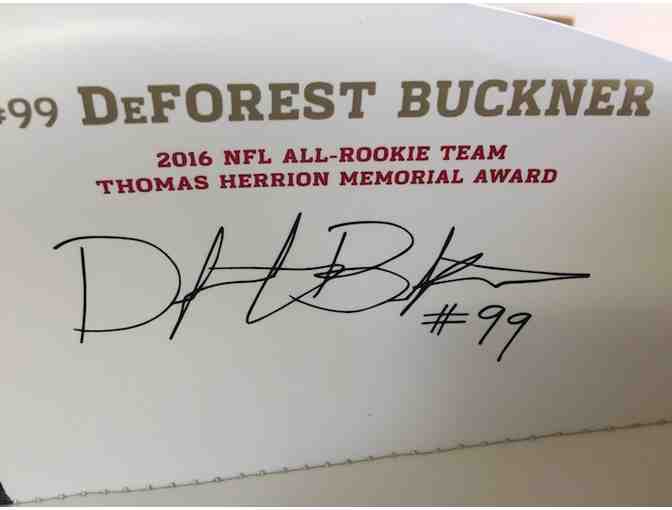 #99 DEFOREST BUCKNER
2016 NFL ALL-ROOKIE TEAM
THOMAS HERRION MEMORIAL AWARD
#99